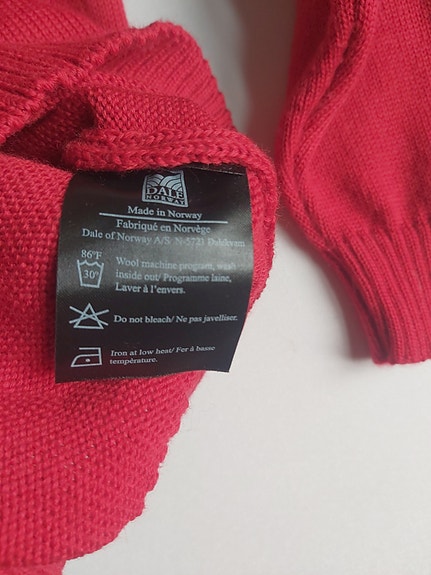 DALE
NORWAY
Made in Norway
Fabriqué en Norvège
Dale of Norway A/S N-5721 Dalekvam
86°F
30°
Wool machine program, wash
inside out/ Programme laine,
Laver à l'envers.
Do not bleach/ Ne pas javelliser.
Iron at low heat/ Fer à basse
température.